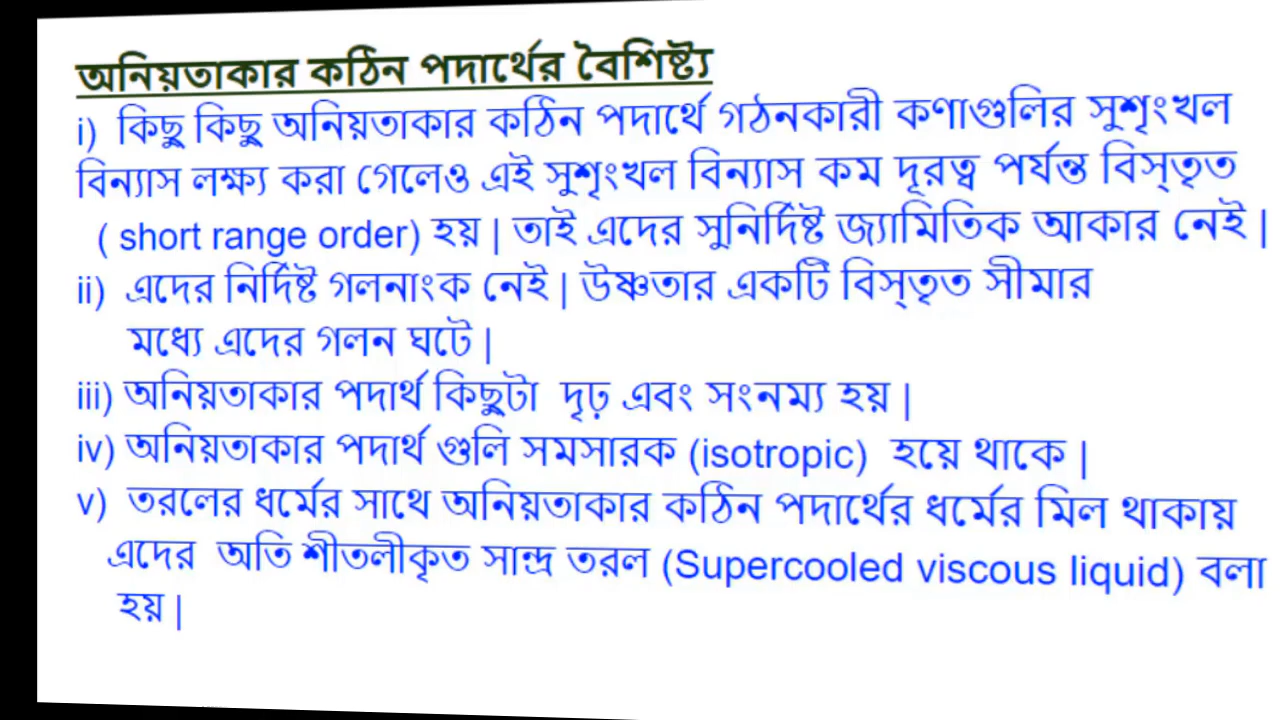 অনিয়তাকার কঠিন পদার্থের বৈশিষ্ট্য
i) কিছু কিছু অনিয়তাকার কঠিন পদার্থে গঠনকারী কণাগুলির সুশৃংখল
বিন্যাস লক্ষ্য করা গেলেও এই সুশৃংখল বিন্যাস কম দূরত্ব পর্যন্ত বিস্তৃত
( short range order) হয় | তাই এদের সুনির্দিষ্ট জ্যামিতিক আকার নেই |
ii) এদের নির্দিষ্ট গলনাংক নেই | উষ্ণতার একটি বিস্তৃত সীমার
মধ্যে এদের গলন ঘটে |
iii) অনিয়তাকার পদার্থ কিছুটা দৃঢ় এবং সংনম্য হয় |
iv) অনিয়তাকার পদার্থ গুলি সমসারক (isotropic) হয়ে থাকে |
v) তরলের ধর্মের সাথে অনিয়তাকার কঠিন পদার্থের ধর্মের মিল থাকায়
এদের অতি শীতলীকৃত সান্দ্র তরল (Supercooled viscous liquid) বলা
হয় |